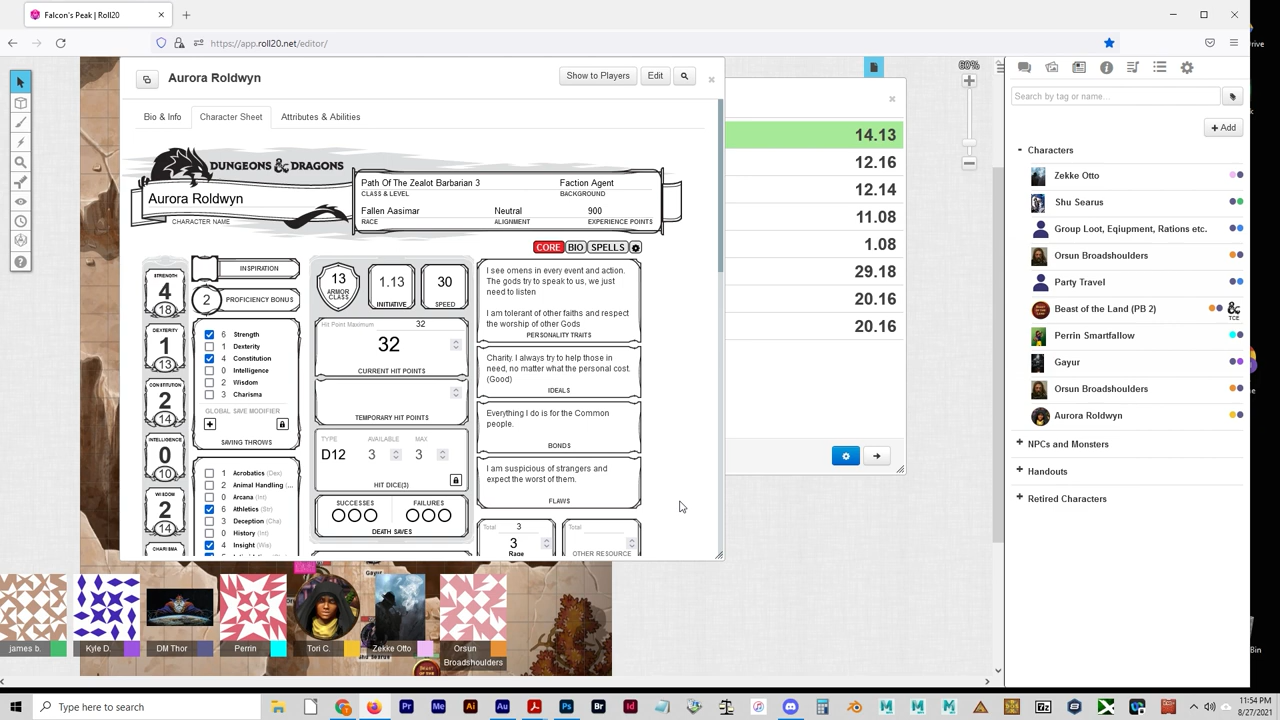 Falcon's Peak | Roll20
https://app.roll20.net/editor/
Aurora Roldwyn
Show to Players
Edit
Bio & Info
Character Sheet
Attributes & Abilities
DUNGEONS & DRAGONS
Aurora Roldwyn
CHARACTER NAME
Path Of The Zealot Barbarian 3
Faction Agent
CLASS & LEVEL
BACKGROUND
Fallen Aasimar
Neutral
900
RACE
ALIGNMENT
EXPERIENCE POINTS
CORE
BIO
SPELLS
STRENGTH
4
18
DEXTERITY
1
13
CONSTITUTION
2
14
INTELLIGENCE
0
10
WISDOM
2
14
CHARISMA
INSPIRATION
2
PROFICIENCY BONUS
6 Strength
1 Dexterity
4 Constitution
0 Intelligence
2 Wisdom
3 Charisma
GLOBAL SAVE MODIFIER
SAVING THROWS
1 Acrobatics (Dex)
2 Animal Handling (...
0 Arcana (Int)
6 Athletics (Str)
3 Deception (Cha)
0 History (Int)
4 Insight (Wis)
13
ARMOR
CLASS
1.13
INITIATIVE
30
SPEED
Hit Point Maximum
32
32
CURRENT HIT POINTS
TEMPORARY HIT POINTS
TYPE
AVAILABLE
MAX
D12
3
3
HIT DICE(3)
SUCCESSES
FAILURES
DEATH SAVES
I see omens in every event and action.
The gods try to speak to us, we just
need to listen
I am tolerant of other faiths and respect
the worship of other Gods
PERSONALITY TRAITS
Charity. I always try to help those in
need, no matter what the personal cost.
(Good)
IDEALS
Everything I do is for the Common
people.
BONDS
I am suspicious of strangers and
expect the worst of them.
FLAWS
Total
3
3
Rage
Total
OTHER RESOURCE
14.13
12.16
12.14
11.08
1.08
29.18
20.16
20.16
60%
Search by tag or name...
+ Add
Characters
Zekke Otto
Shu Searus
Group Loot, Eqiupment, Rations etc.
Orsun Broadshoulders
Party Travel
Beast of the Land (PB 2)
TCE
Perrin Smartfellow
Gayur
Orsun Broadshoulders
Aurora Roldwyn
NPCs and Monsters
Handouts
Retired Characters
Gayur
Shu Searus
james b.
Kyle D.
DM Thor
Perrin
Tori C.
Zekke Otto
Orsun
Broadshoulders
Type here to search
11:54 PM
8/27/2021